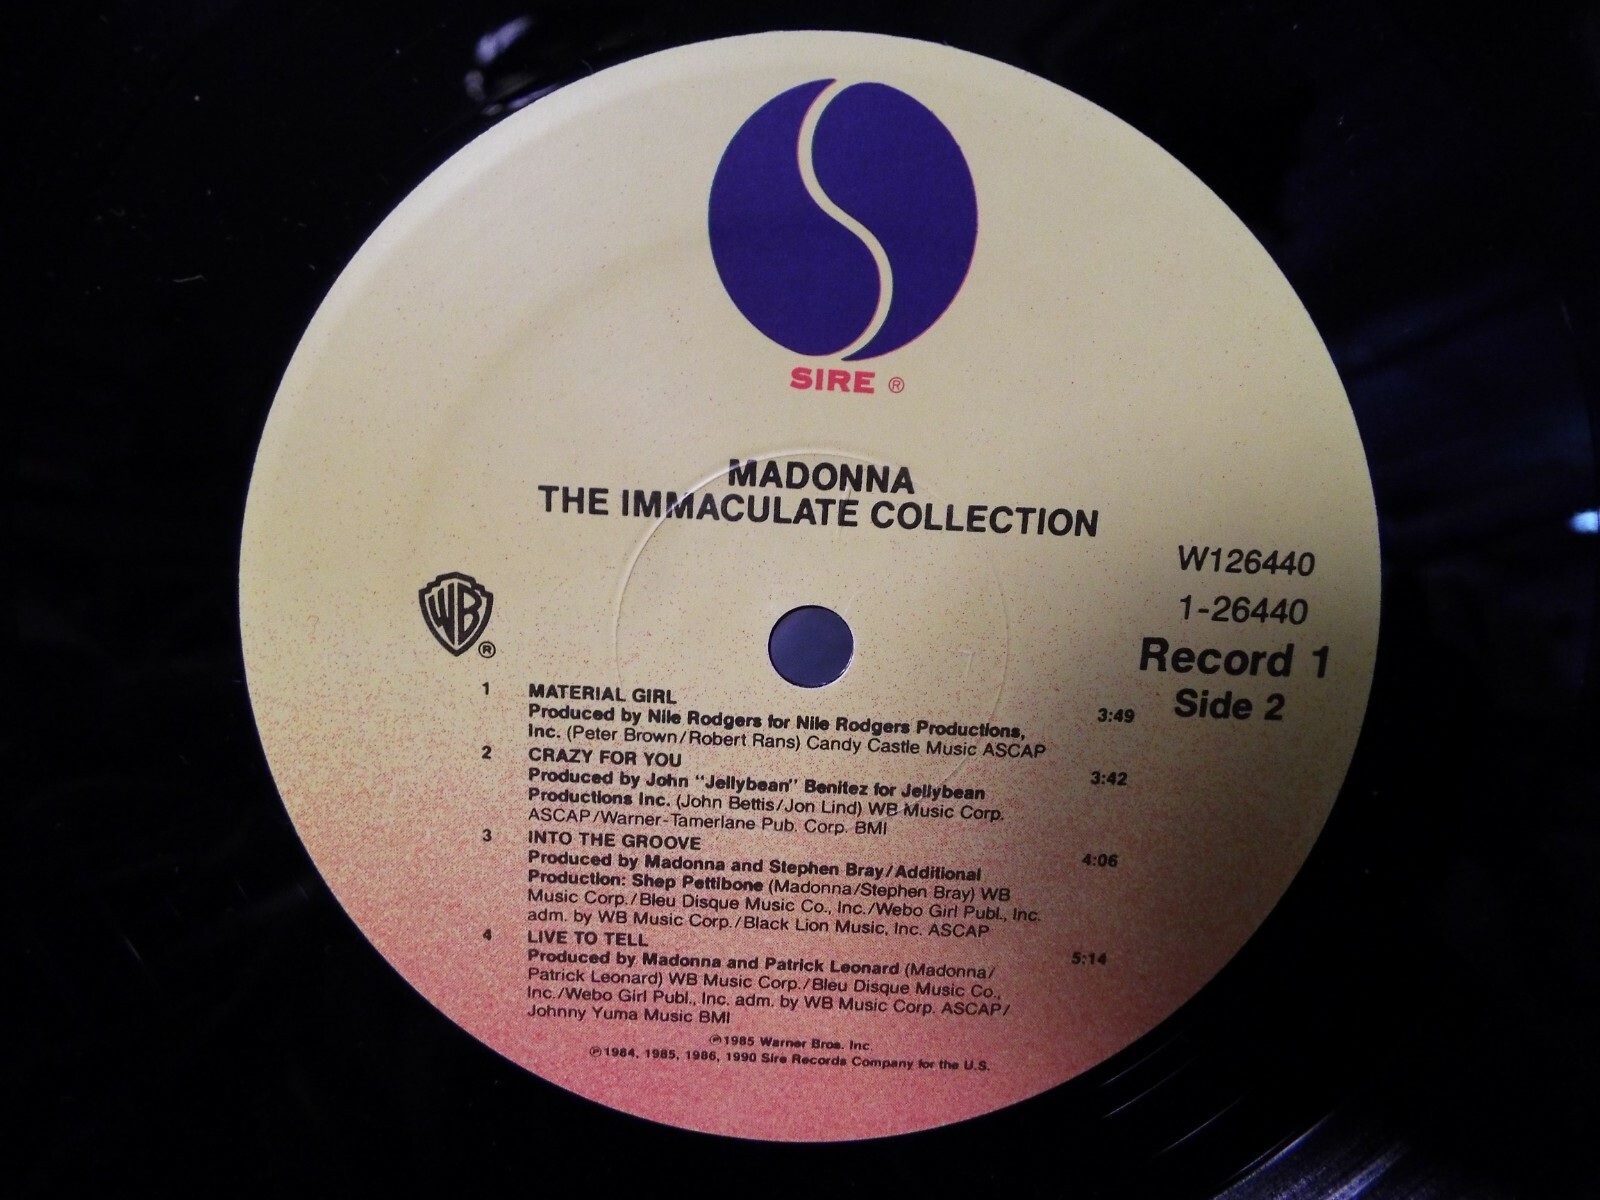 SIRE ®
MADONNA
THE IMMACULATE COLLECTION
W126440
1-26440
Record 1
Side 2
WB ®
1 MATERIAL GIRL
Produced by Nile Rodgers for Nile Rodgers Productions, 3:49
Inc. (Peter Brown/Robert Rans) Candy Castle Music ASCAP
2 CRAZY FOR YOU
Produced by John "Jellybean" Benitez for Jellybean 3:42
Productions Inc. (John Bettis/Jon Lind) WB Music Corp.
ASCAP/Warner-Tamerlane Pub. Corp. BMI
3 INTO THE GROOVE
Produced by Madonna and Stephen Bray/Additional 4:06
Production: Shep Pettibone (Madonna/Stephen Bray) WB
Music Corp./Bleu Disque Music Co., Inc./Webo Girl Publ., Inc.
adm. by WB Music Corp./Black Lion Music, Inc. ASCAP
4 LIVE TO TELL
Produced by Madonna and Patrick Leonard (Madonna/ 5:14
Patrick Leonard) WB Music Corp./Bleu Disque Music Co.,
Inc./Webo Girl Publ., Inc. adm. by WB Music Corp. ASCAP/
Johnny Yuma Music BMI
℗1985 Warner Bros. Inc.
℗1984, 1985, 1986, 1990 Sire Records Company for the U.S.